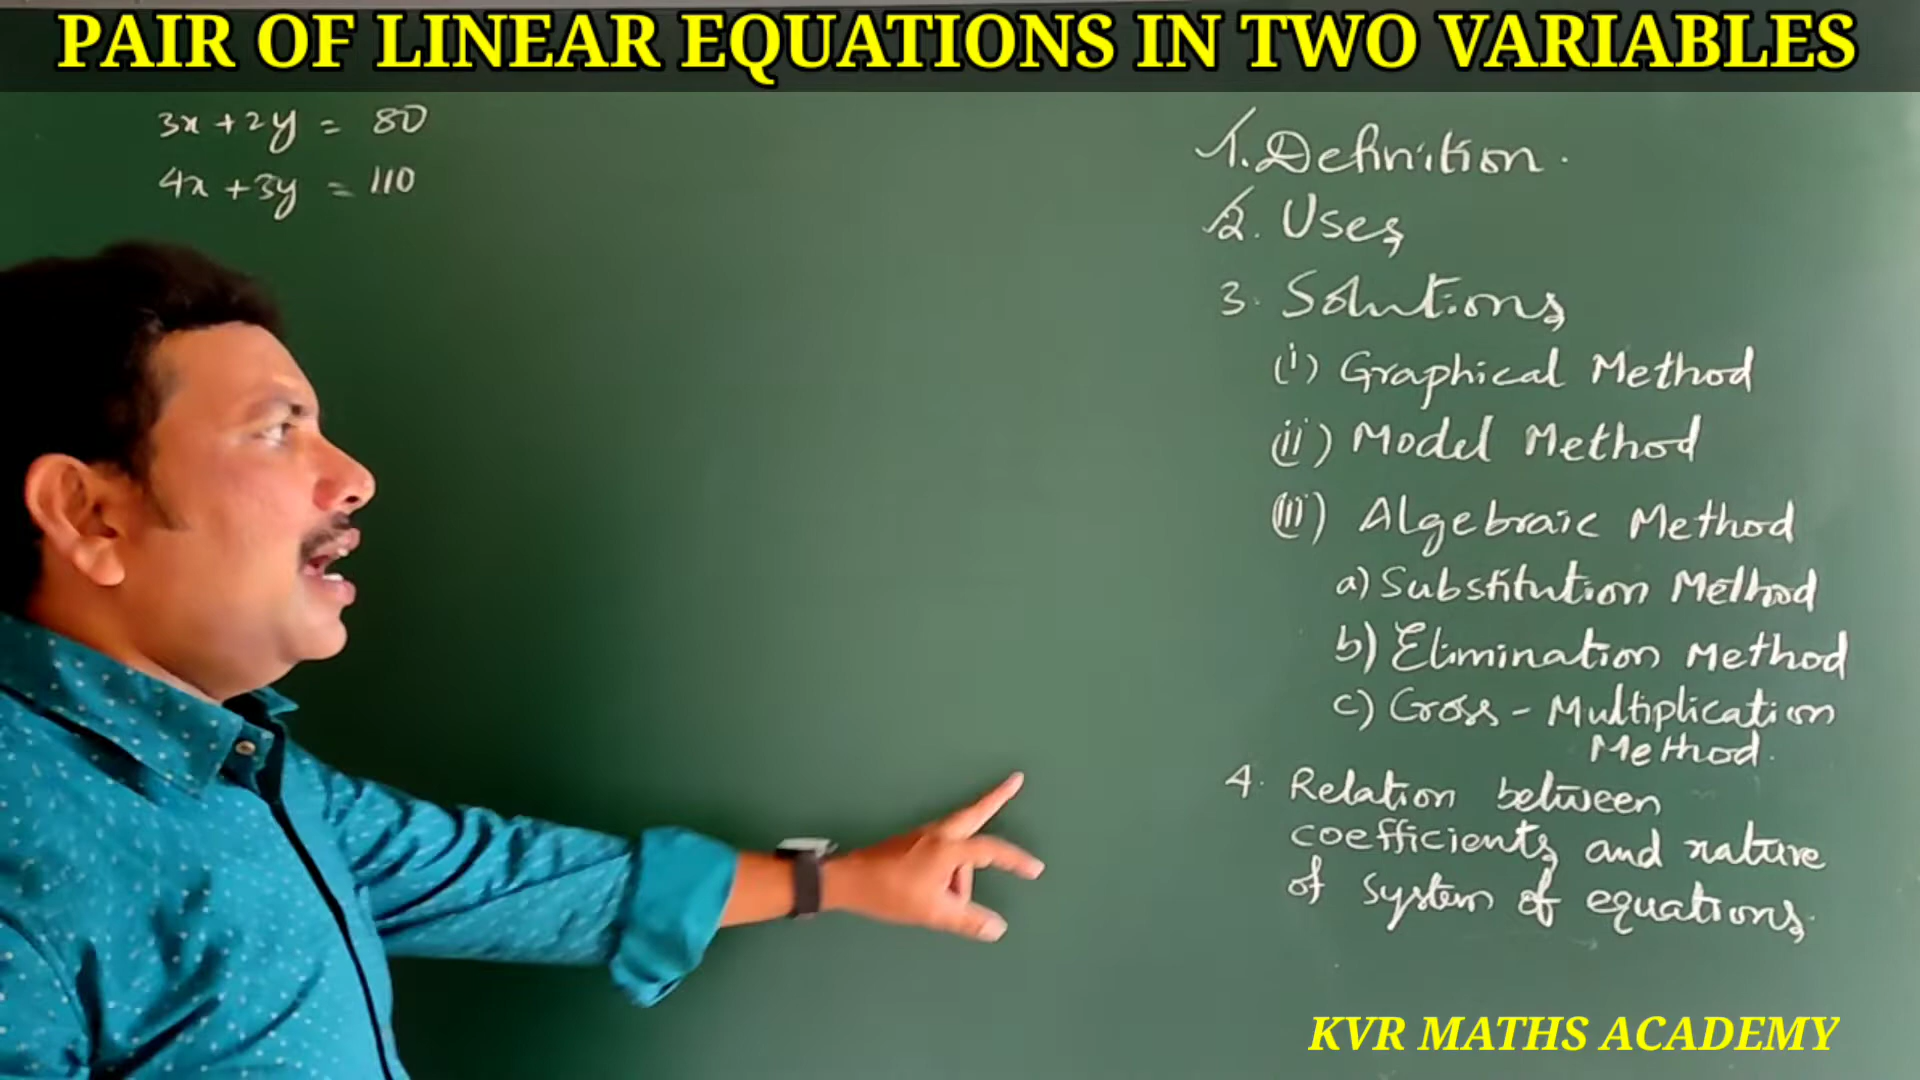 PAIR OF LINEAR EQUATIONS IN TWO VARIABLES
3x + 2y = 80
4x + 3y = 110
1. Definition.
2. Uses
3. Solutions
(i) Graphical Method
(ii) Model Method
(iii) Algebraic Method
a) Substitution Method
b) Elimination Method
c) Cross - Multiplication
Method.
4. Relation between
coefficients and nature
of system of equations.
KVR MATHS ACADEMY